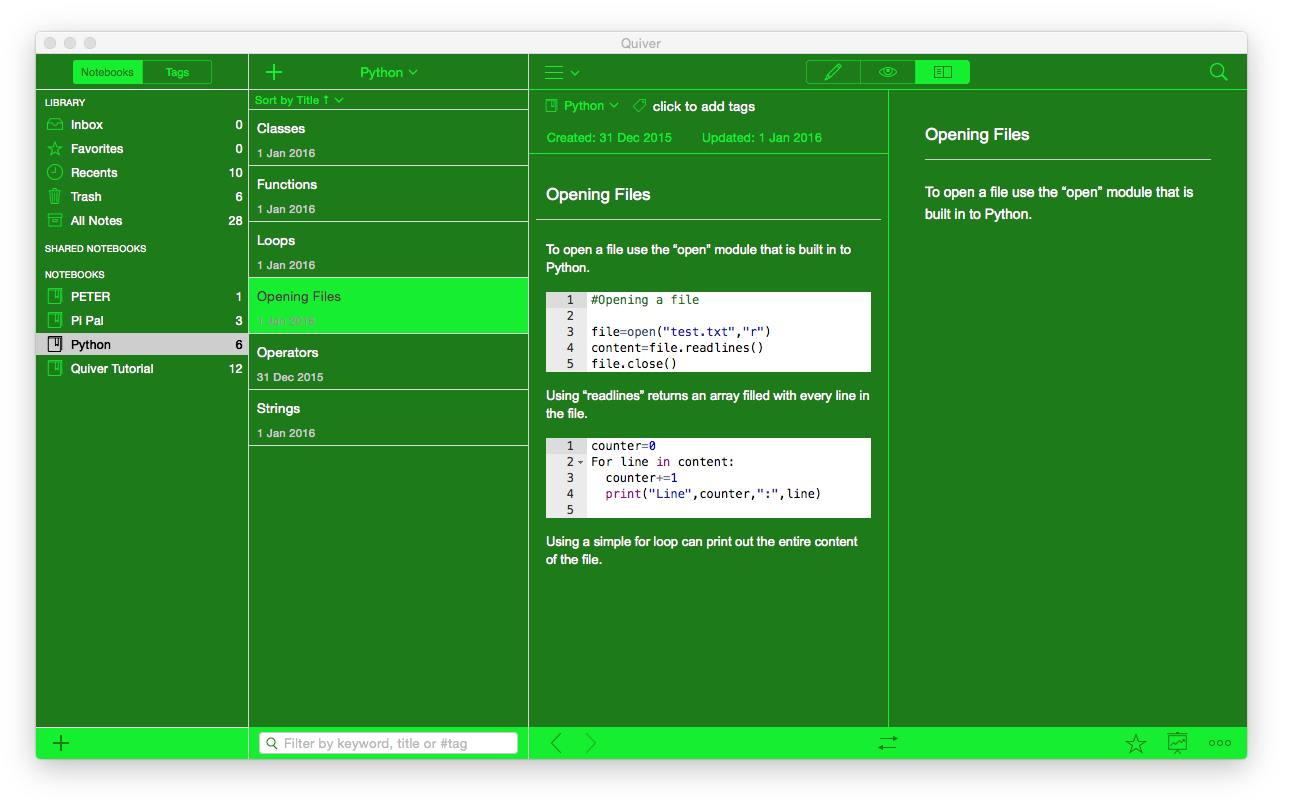 Quiver
Notebooks Tags
LIBRARY
Inbox 0
Favorites 0
Recents 10
Trash 6
All Notes 28
SHARED NOTEBOOKS
NOTEBOOKS
PETER 1
Pi Pal 3
Python 6
Quiver Tutorial 12
Python
Sort by Title ↑
Classes
1 Jan 2016
Functions
1 Jan 2016
Loops
1 Jan 2016
Opening Files
1 Jan 2016
Operators
31 Dec 2015
Strings
1 Jan 2016
Filter by keyword, title or #tag
Python click to add tags
Created: 31 Dec 2015 Updated: 1 Jan 2016
Opening Files
To open a file use the “open” module that is built in to
Python.
1 #Opening a file
2
3 file=open("test.txt","r")
4 content=file.readlines()
5 file.close()
Using “readlines” returns an array filled with every line in
the file.
1 counter=0
2 For line in content:
3 counter+=1
4 print("Line",counter,":",line)
5
Using a simple for loop can print out the entire content
of the file.
Opening Files
To open a file use the “open” module that is
built in to Python.